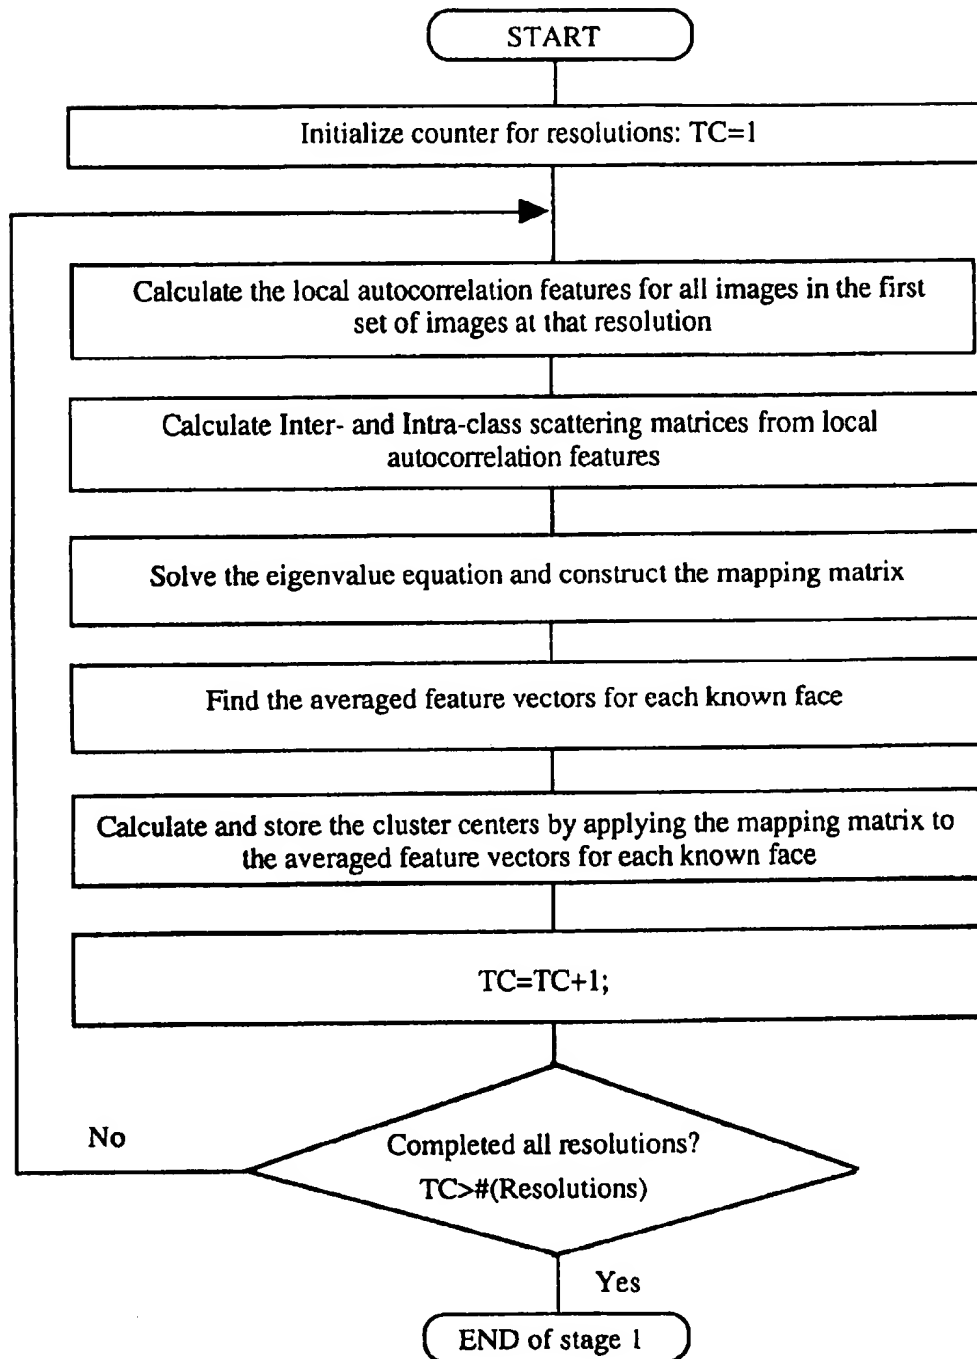 START
Initialize counter for resolutions: TC=1
Calculate the local autocorrelation features for all images in the first
set of images at that resolution
Calculate Inter- and Intra-class scattering matrices from local
autocorrelation features
Solve the eigenvalue equation and construct the mapping matrix
Find the averaged feature vectors for each known face
Calculate and store the cluster centers by applying the mapping matrix to
the averaged feature vectors for each known face
TC=TC+1;
No
Completed all resolutions?
TC>#(Resolutions)
Yes
END of stage 1